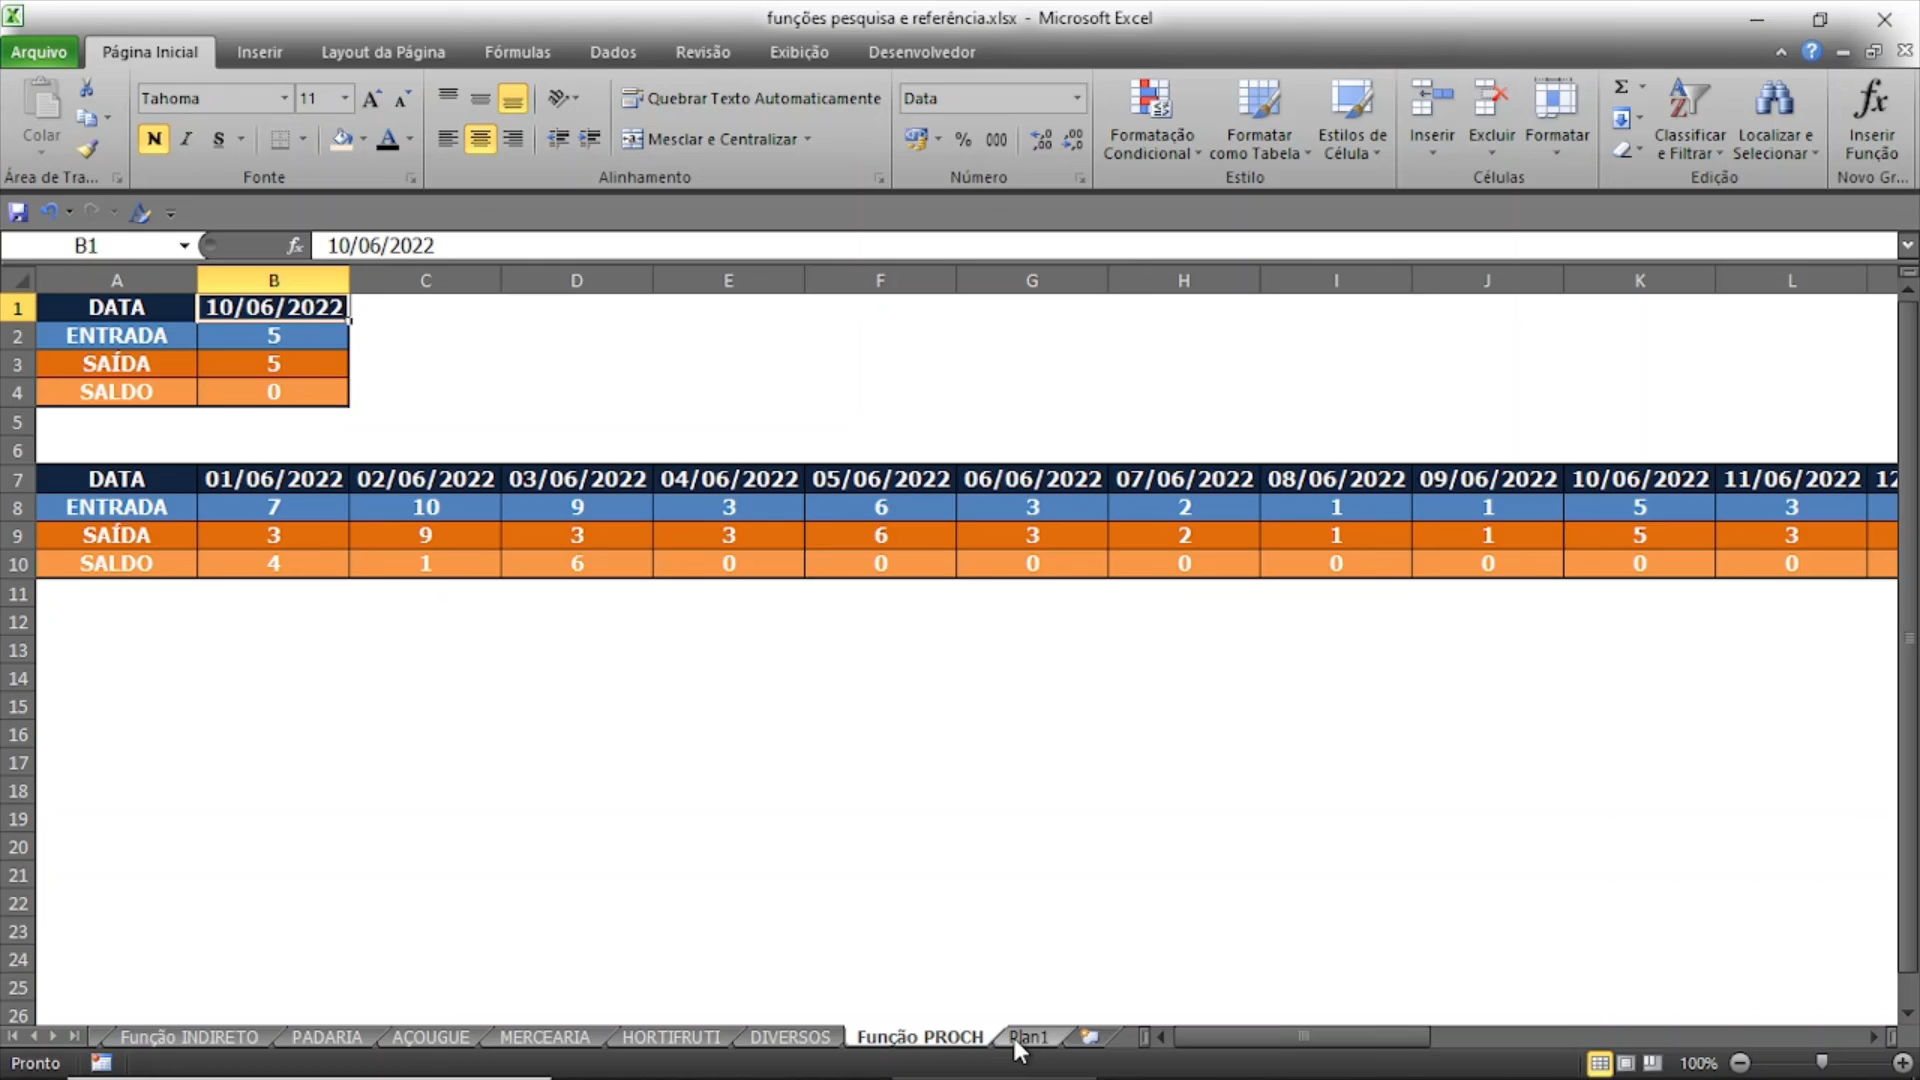 funções pesquisa e referência.xlsx - Microsoft Excel
Arquivo Página Inicial Inserir Layout da Página Fórmulas Dados Revisão Exibição Desenvolvedor
Tahoma 11 Quebrar Texto Automaticamente Data
Colar N I S Mesclar e Centralizar % 000 Formatação Condicional Formatar como Tabela Estilos de Célula Inserir Excluir Formatar Classificar e Filtrar Localizar e Selecionar Inserir Função
Área de Tra... Fonte Alinhamento Número Estilo Células Edição Novo Gr...
B1 fx 10/06/2022
A B C D E F G H I J K L
1 DATA 10/06/2022
2 ENTRADA 5
3 SAÍDA 5
4 SALDO 0
5
6
7 DATA 01/06/2022 02/06/2022 03/06/2022 04/06/2022 05/06/2022 06/06/2022 07/06/2022 08/06/2022 09/06/2022 10/06/2022 11/06/2022 12
8 ENTRADA 7 10 9 3 6 3 2 1 1 5 3
9 SAÍDA 3 9 3 3 6 3 2 1 1 5 3
10 SALDO 4 1 6 0 0 0 0 0 0 0 0
11
12
13
14
15
16
17
18
19
20
21
22
23
24
25
26
Função INDIRETO PADARIA AÇOUGUE MERCEARIA HORTIFRUTI DIVERSOS Função PROCH Plan1
Pronto 100%